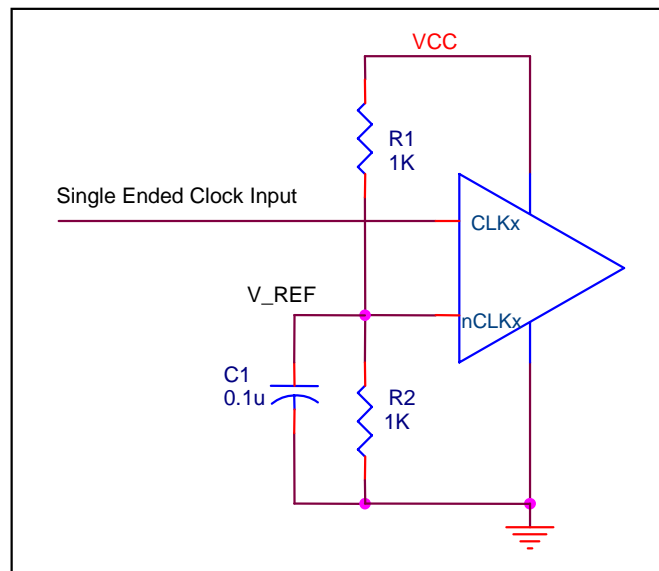 VCC
R1
1K
Single Ended Clock Input
CLKx
V_REF
nCLKx
C1
0.1u
R2
1K